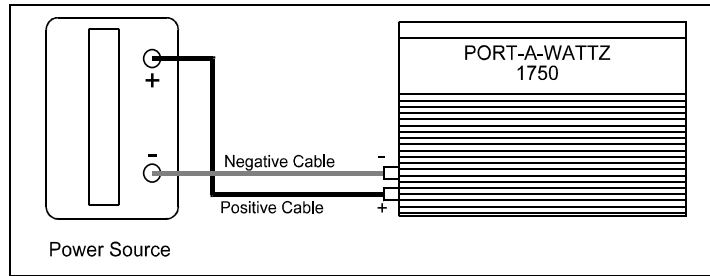 PORT-A-WATTZ
1750
+
-
Negative Cable
-
Positive Cable
+
Power Source